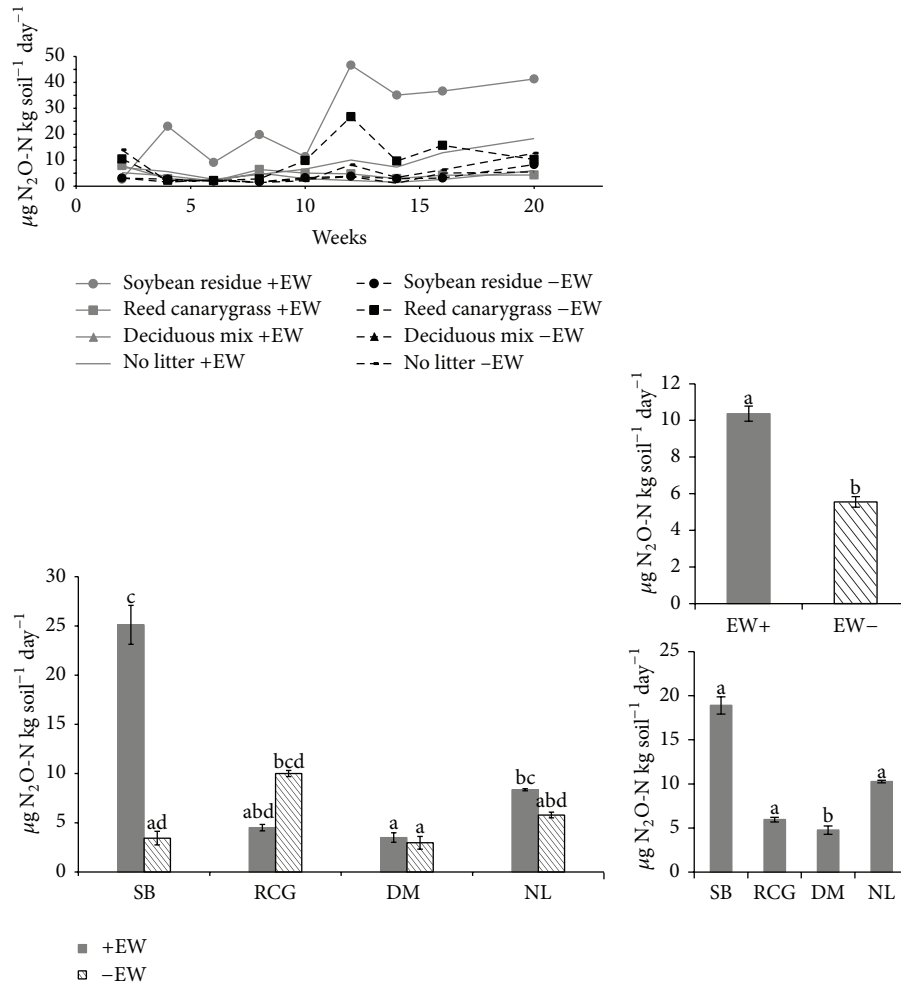 µg N₂O-N kg soil⁻¹ day⁻¹
50
40
30
20
10
0
0 5 10 15 20
Weeks
Soybean residue +EW
Reed canarygrass +EW
Deciduous mix +EW
No litter +EW
Soybean residue −EW
Reed canarygrass −EW
Deciduous mix −EW
No litter −EW
µg N₂O-N kg soil⁻¹ day⁻¹
12
10
8
6
4
2
0
a
b
EW+ EW−
µg N₂O-N kg soil⁻¹ day⁻¹
30
25
20
15
10
5
0
c
ad
abd
bcd
a
a
bc
abd
SB RCG DM NL
+EW
−EW
µg N₂O-N kg soil⁻¹ day⁻¹
25
20
15
10
5
0
a
a
b
a
SB RCG DM NL